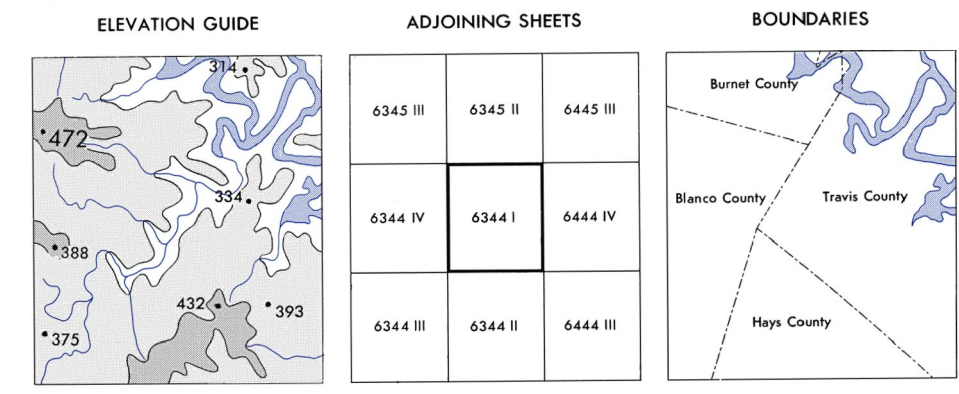 ELEVATION GUIDE
314
472
334
388
432
393
375
ADJOINING SHEETS
6345 III 6345 II 6445 III
6344 IV 6344 I 6444 IV
6344 III 6344 II 6444 III
BOUNDARIES
Burnet County
Blanco County
Travis County
Hays County